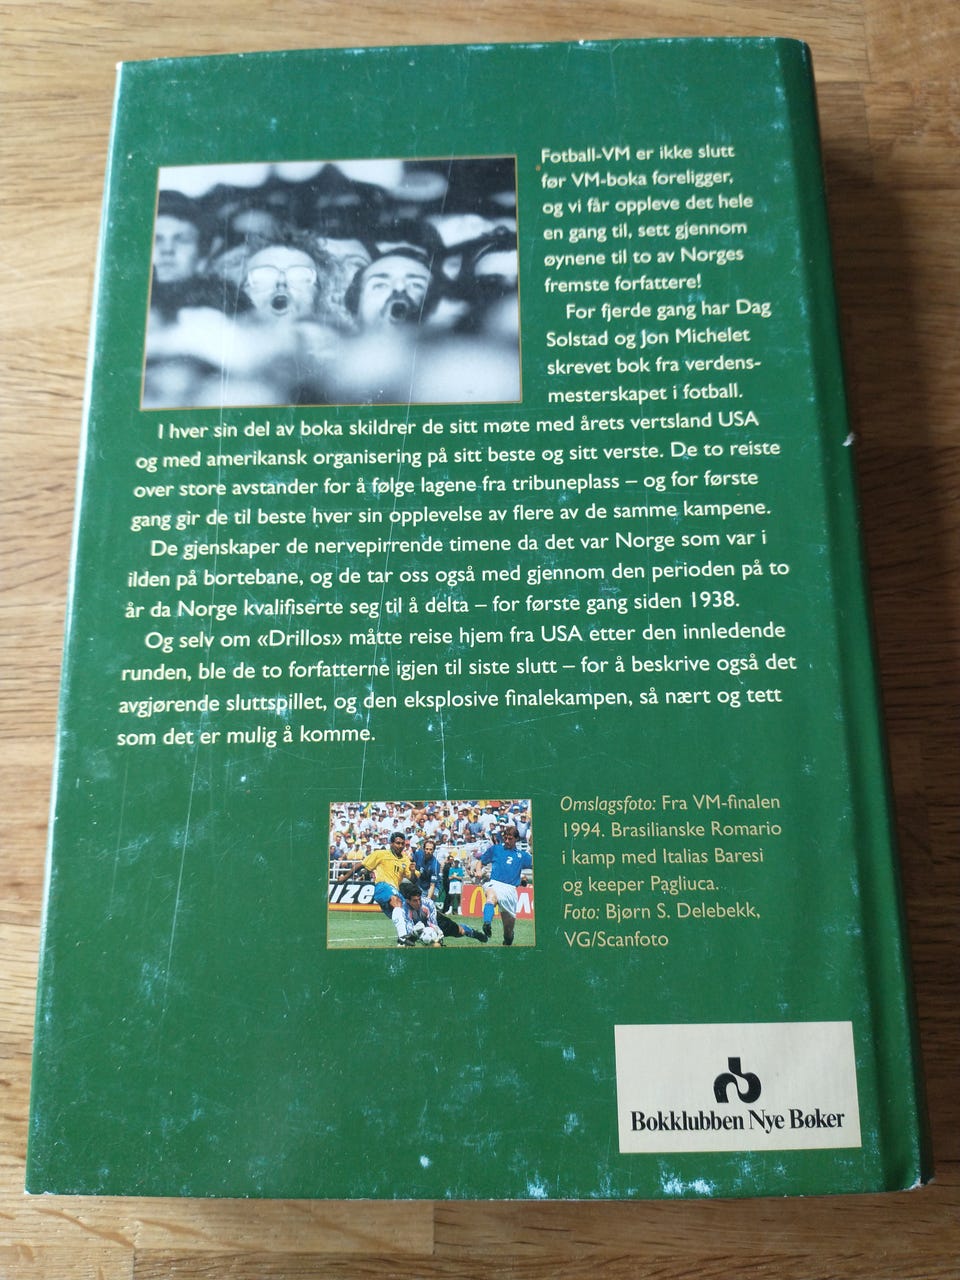 Fotball-VM er ikke slutt
før VM-boka foreligger,
og vi får oppleve det hele
en gang til, sett gjennom
øynene til to av Norges
fremste forfattere!
For fjerde gang har Dag
Solstad og Jon Michelet
skrevet bok fra verdens-
mesterskapet i fotball.
I hver sin del av boka skildrer de sitt møte med årets vertsland USA
og med amerikansk organisering på sitt beste og sitt verste. De to reiste
over store avstander for å følge lagene fra tribuneplass – og for første
gang gir de til beste hver sin opplevelse av flere av de samme kampene.
De gjenskaper de nervepirrende timene da det var Norge som var i
ilden på bortebane, og de tar oss også med gjennom den perioden på to
år da Norge kvalifiserte seg til å delta – for første gang siden 1938.
Og selv om «Drillos» måtte reise hjem fra USA etter den innledende
runden, ble de to forfatterne igjen til siste slutt – for å beskrive også det
avgjørende sluttspillet, og den eksplosive finalekampen, så nært og tett
som det er mulig å komme.
Omslagsfoto: Fra VM-finalen
1994. Brasilianske Romario
i kamp med Italias Baresi
og keeper Pagliuca.
Foto: Bjørn S. Delebekk,
VG/Scanfoto
Bokklubben Nye Bøker